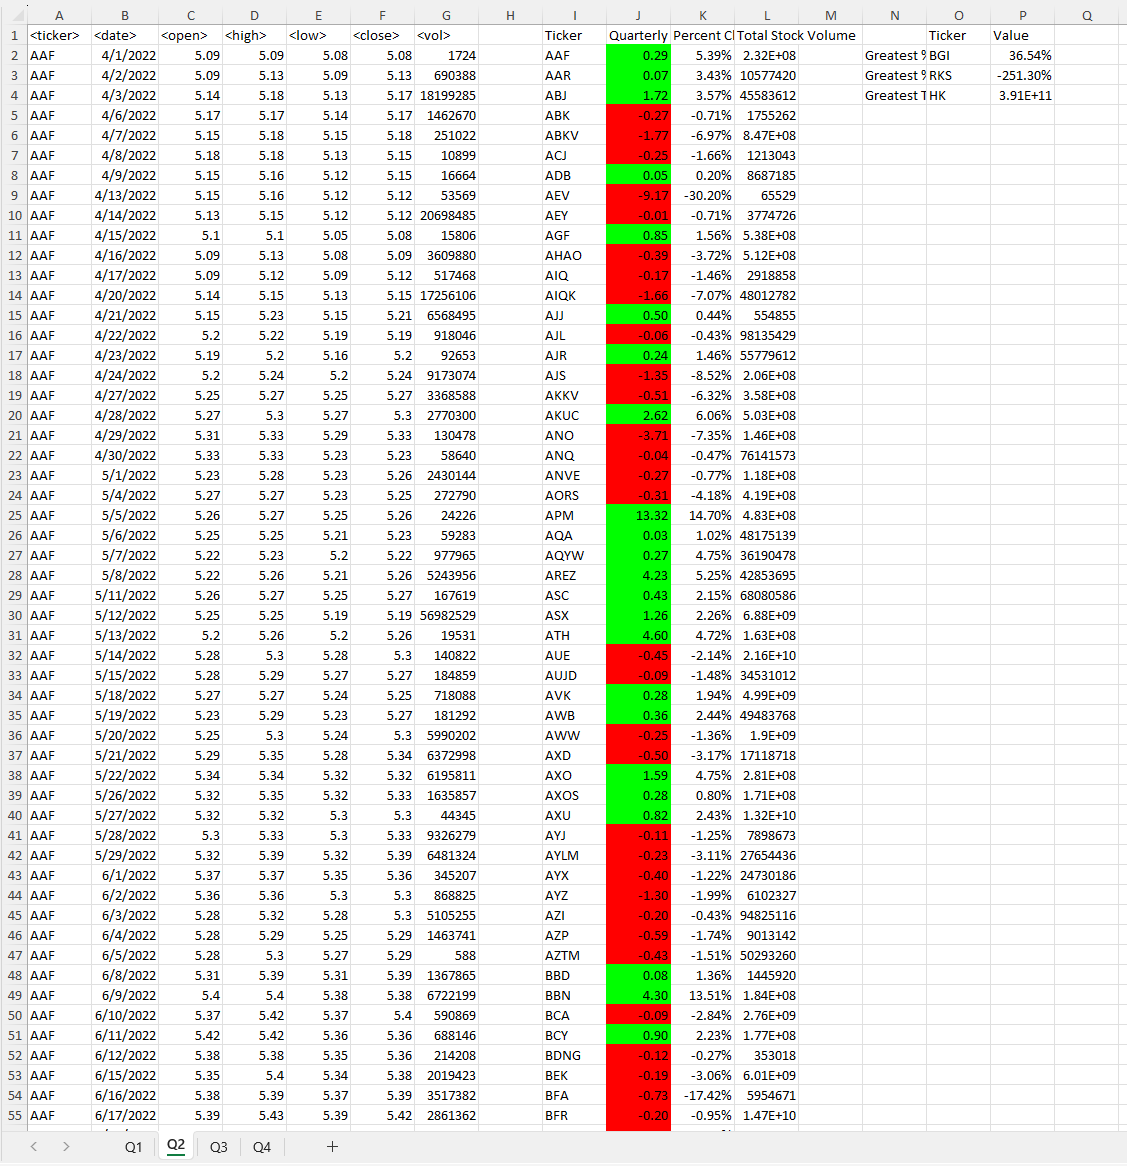 A B C D E F G H I J K L M N O P Q
1 <ticker> <date> <open> <high> <low> <close> <vol> Ticker Quarterly Percent Cl Total Stock Volume Ticker Value
2 AAF 4/1/2022 5.09 5.09 5.08 5.08 1724 AAF 0.29 5.39% 2.32E+08 Greatest % BGI 36.54%
3 AAF 4/2/2022 5.09 5.13 5.09 5.13 690388 AAR 0.07 3.43% 10577420 Greatest % RKS -251.30%
4 AAF 4/3/2022 5.14 5.18 5.13 5.17 18199285 ABJ 1.72 3.57% 45583612 Greatest T HK 3.91E+11
5 AAF 4/6/2022 5.17 5.17 5.14 5.17 1462670 ABK -0.27 -0.71% 1755262
6 AAF 4/7/2022 5.15 5.18 5.15 5.18 251022 ABKV -1.77 -6.97% 8.47E+08
7 AAF 4/8/2022 5.18 5.18 5.13 5.15 10899 ACJ -0.25 -1.66% 1213043
8 AAF 4/9/2022 5.15 5.16 5.12 5.15 16664 ADB 0.05 0.20% 8687185
9 AAF 4/13/2022 5.15 5.16 5.12 5.12 53569 AEV -9.17 -30.20% 65529
10 AAF 4/14/2022 5.13 5.15 5.12 5.12 20698485 AEY -0.01 -0.71% 3774726
11 AAF 4/15/2022 5.1 5.1 5.05 5.08 15806 AGF 0.85 1.56% 5.38E+08
12 AAF 4/16/2022 5.09 5.13 5.08 5.09 3609880 AHAO -0.39 -3.72% 5.12E+08
13 AAF 4/17/2022 5.09 5.12 5.09 5.12 517468 AIQ -0.17 -1.46% 2918858
14 AAF 4/20/2022 5.14 5.15 5.13 5.15 17256106 AIQK -1.66 -7.07% 48012782
15 AAF 4/21/2022 5.15 5.23 5.15 5.21 6568495 AJJ 0.50 0.44% 554855
16 AAF 4/22/2022 5.2 5.22 5.19 5.19 918046 AJL -0.06 -0.43% 98135429
17 AAF 4/23/2022 5.19 5.2 5.16 5.2 92653 AJR 0.24 1.46% 55779612
18 AAF 4/24/2022 5.2 5.24 5.2 5.24 9173074 AJS -1.35 -8.52% 2.06E+08
19 AAF 4/27/2022 5.25 5.27 5.25 5.27 3368588 AKKV -0.51 -6.32% 3.58E+08
20 AAF 4/28/2022 5.27 5.3 5.27 5.3 2770300 AKUC 2.62 6.06% 5.03E+08
21 AAF 4/29/2022 5.31 5.33 5.29 5.33 130478 ANO -3.71 -7.35% 1.46E+08
22 AAF 4/30/2022 5.33 5.33 5.23 5.23 58640 ANQ -0.04 -0.47% 76141573
23 AAF 5/1/2022 5.23 5.28 5.23 5.26 2430144 ANVE -0.27 -0.77% 1.18E+08
24 AAF 5/4/2022 5.27 5.27 5.23 5.25 272790 AORS -0.31 -4.18% 4.19E+08
25 AAF 5/5/2022 5.26 5.27 5.25 5.26 24226 APM 13.32 14.70% 4.83E+08
26 AAF 5/6/2022 5.25 5.25 5.21 5.23 59283 AQA 0.03 1.02% 48175139
27 AAF 5/7/2022 5.22 5.23 5.2 5.22 977965 AQYW 0.27 4.75% 36190478
28 AAF 5/8/2022 5.22 5.26 5.21 5.26 5243956 AREZ 4.23 5.25% 42853695
29 AAF 5/11/2022 5.26 5.27 5.25 5.27 167619 ASC 0.43 2.15% 68080586
30 AAF 5/12/2022 5.25 5.25 5.19 5.19 56982529 ASX 1.26 2.26% 6.88E+09
31 AAF 5/13/2022 5.2 5.26 5.2 5.26 19531 ATH 4.60 4.72% 1.63E+08
32 AAF 5/14/2022 5.28 5.3 5.28 5.3 140822 AUE -0.45 -2.14% 2.16E+10
33 AAF 5/15/2022 5.28 5.29 5.27 5.27 184859 AUJD -0.09 -1.48% 34531012
34 AAF 5/18/2022 5.27 5.27 5.24 5.25 718088 AVK 0.28 1.94% 4.99E+09
35 AAF 5/19/2022 5.23 5.29 5.23 5.27 181292 AWB 0.36 2.44% 49483768
36 AAF 5/20/2022 5.25 5.3 5.24 5.3 5990202 AWW -0.25 -1.36% 1.9E+09
37 AAF 5/21/2022 5.29 5.35 5.28 5.34 6372998 AXD -0.50 -3.17% 17118718
38 AAF 5/22/2022 5.34 5.34 5.32 5.32 6195811 AXO 1.59 4.75% 2.81E+08
39 AAF 5/26/2022 5.32 5.35 5.32 5.33 1635857 AXOS 0.28 0.80% 1.71E+08
40 AAF 5/27/2022 5.32 5.32 5.3 5.3 44345 AXU 0.82 2.43% 1.32E+10
41 AAF 5/28/2022 5.3 5.33 5.3 5.33 9326279 AYJ -0.11 -1.25% 7898673
42 AAF 5/29/2022 5.32 5.39 5.32 5.39 6481324 AYLM -0.23 -3.11% 27654436
43 AAF 6/1/2022 5.37 5.37 5.35 5.36 345207 AYX -0.40 -1.22% 24730186
44 AAF 6/2/2022 5.36 5.36 5.3 5.3 868825 AYZ -1.30 -1.99% 6102327
45 AAF 6/3/2022 5.28 5.32 5.28 5.3 5105255 AZI -0.20 -0.43% 94825116
46 AAF 6/4/2022 5.28 5.29 5.25 5.29 1463741 AZP -0.59 -1.74% 9013142
47 AAF 6/5/2022 5.28 5.3 5.27 5.29 588 AZTM -0.43 -1.51% 50293260
48 AAF 6/8/2022 5.31 5.39 5.31 5.39 1367865 BBD 0.08 1.36% 1445920
49 AAF 6/9/2022 5.4 5.4 5.38 5.38 6722199 BBN 4.30 13.51% 1.84E+08
50 AAF 6/10/2022 5.37 5.42 5.37 5.4 590869 BCA -0.09 -2.84% 2.76E+09
51 AAF 6/11/2022 5.42 5.42 5.36 5.36 688146 BCY 0.90 2.23% 1.77E+08
52 AAF 6/12/2022 5.38 5.38 5.35 5.36 214208 BDNG -0.12 -0.27% 353018
53 AAF 6/15/2022 5.35 5.4 5.34 5.38 2019423 BEK -0.19 -3.06% 6.01E+09
54 AAF 6/16/2022 5.38 5.39 5.37 5.39 3517382 BFA -0.73 -17.42% 5954671
55 AAF 6/17/2022 5.39 5.43 5.39 5.42 2861362 BFR -0.20 -0.95% 1.47E+10
Q1 Q2 Q3 Q4